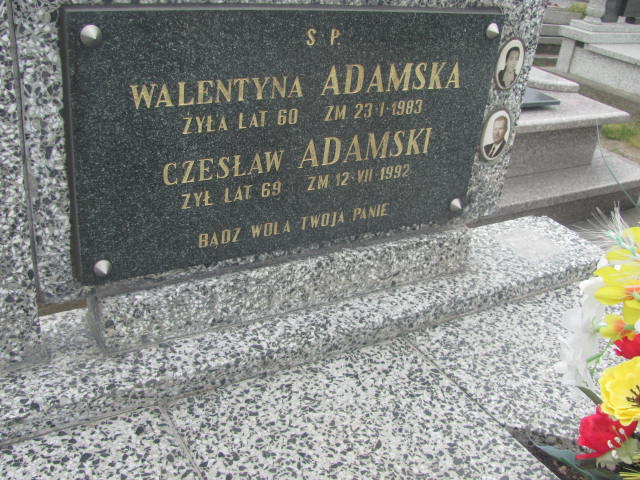 Ś. P.
WALENTYNA ADAMSKA
ŻYŁA LAT 60 ZM 23·I·1983
CZESŁAW ADAMSKI
ŻYŁ LAT 69 ZM 12·VII 1992
BĄDZ WOLA TWOJA PANIE